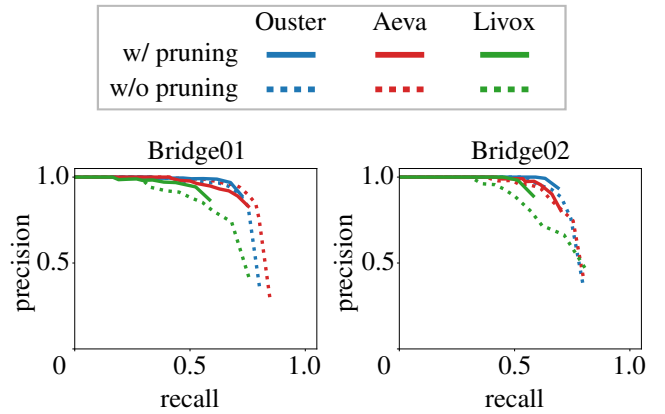 Ouster Aeva Livox
w/ pruning
w/o pruning
Bridge01 Bridge02
1.0 1.0
precision 0.5 precision 0.5
0 0.5 1.0 0 0.5 1.0
recall recall